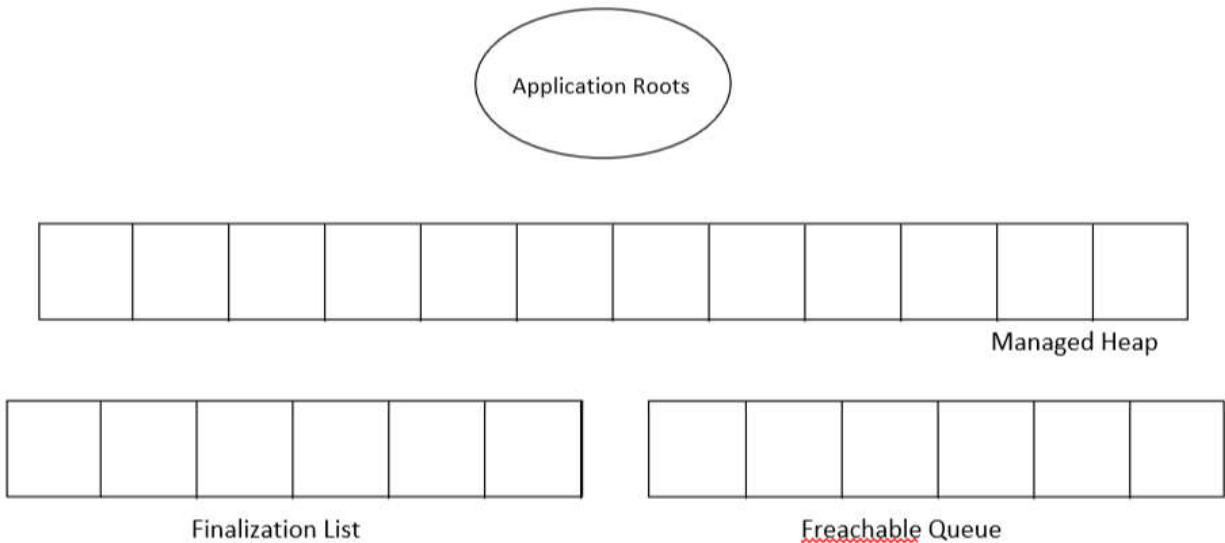 Application Roots
Managed Heap
Finalization List
Freachable Queue